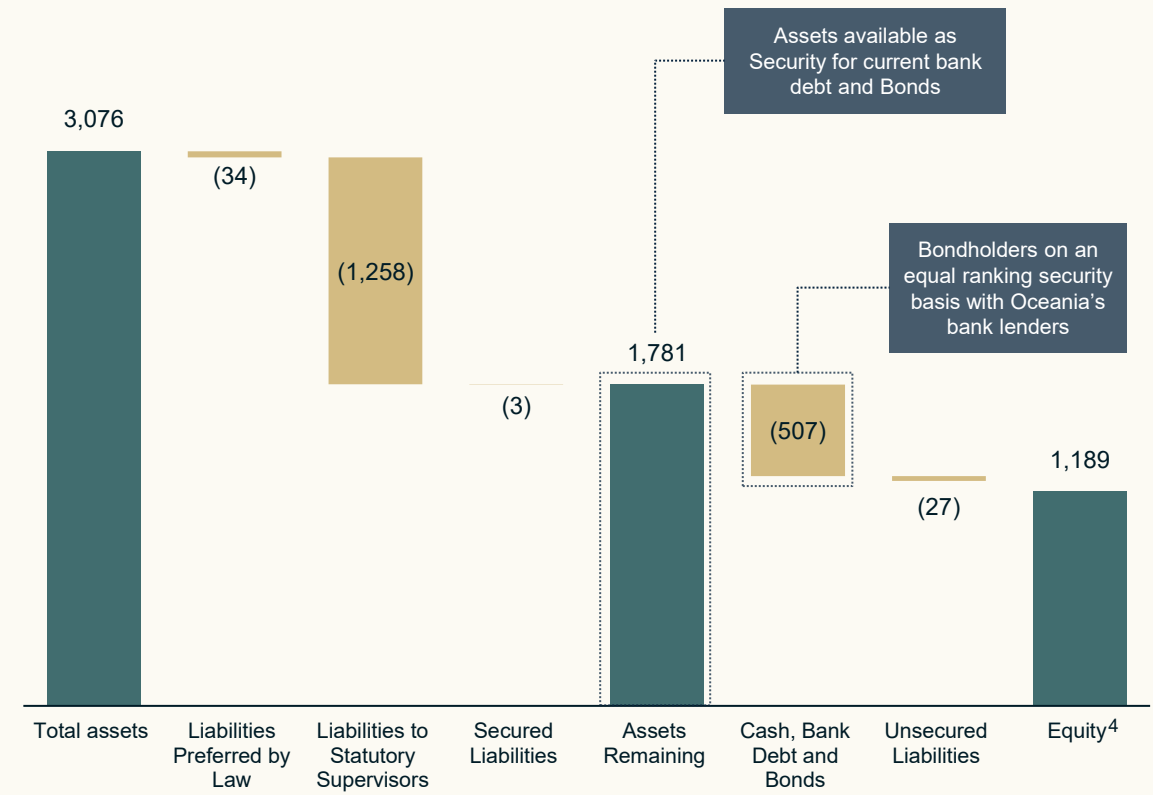 Assets available as
Security for current bank
debt and Bonds
3,076
(34)
(1,258)
Bondholders on an
equal ranking security
basis with Oceania’s
bank lenders
1,781
(3)
(507)
1,189
(27)
Total assets
Liabilities
Preferred by
Law
Liabilities to
Statutory
Supervisors
Secured
Liabilities
Assets
Remaining
Cash, Bank
Debt and
Bonds
Unsecured
Liabilities
Equity4